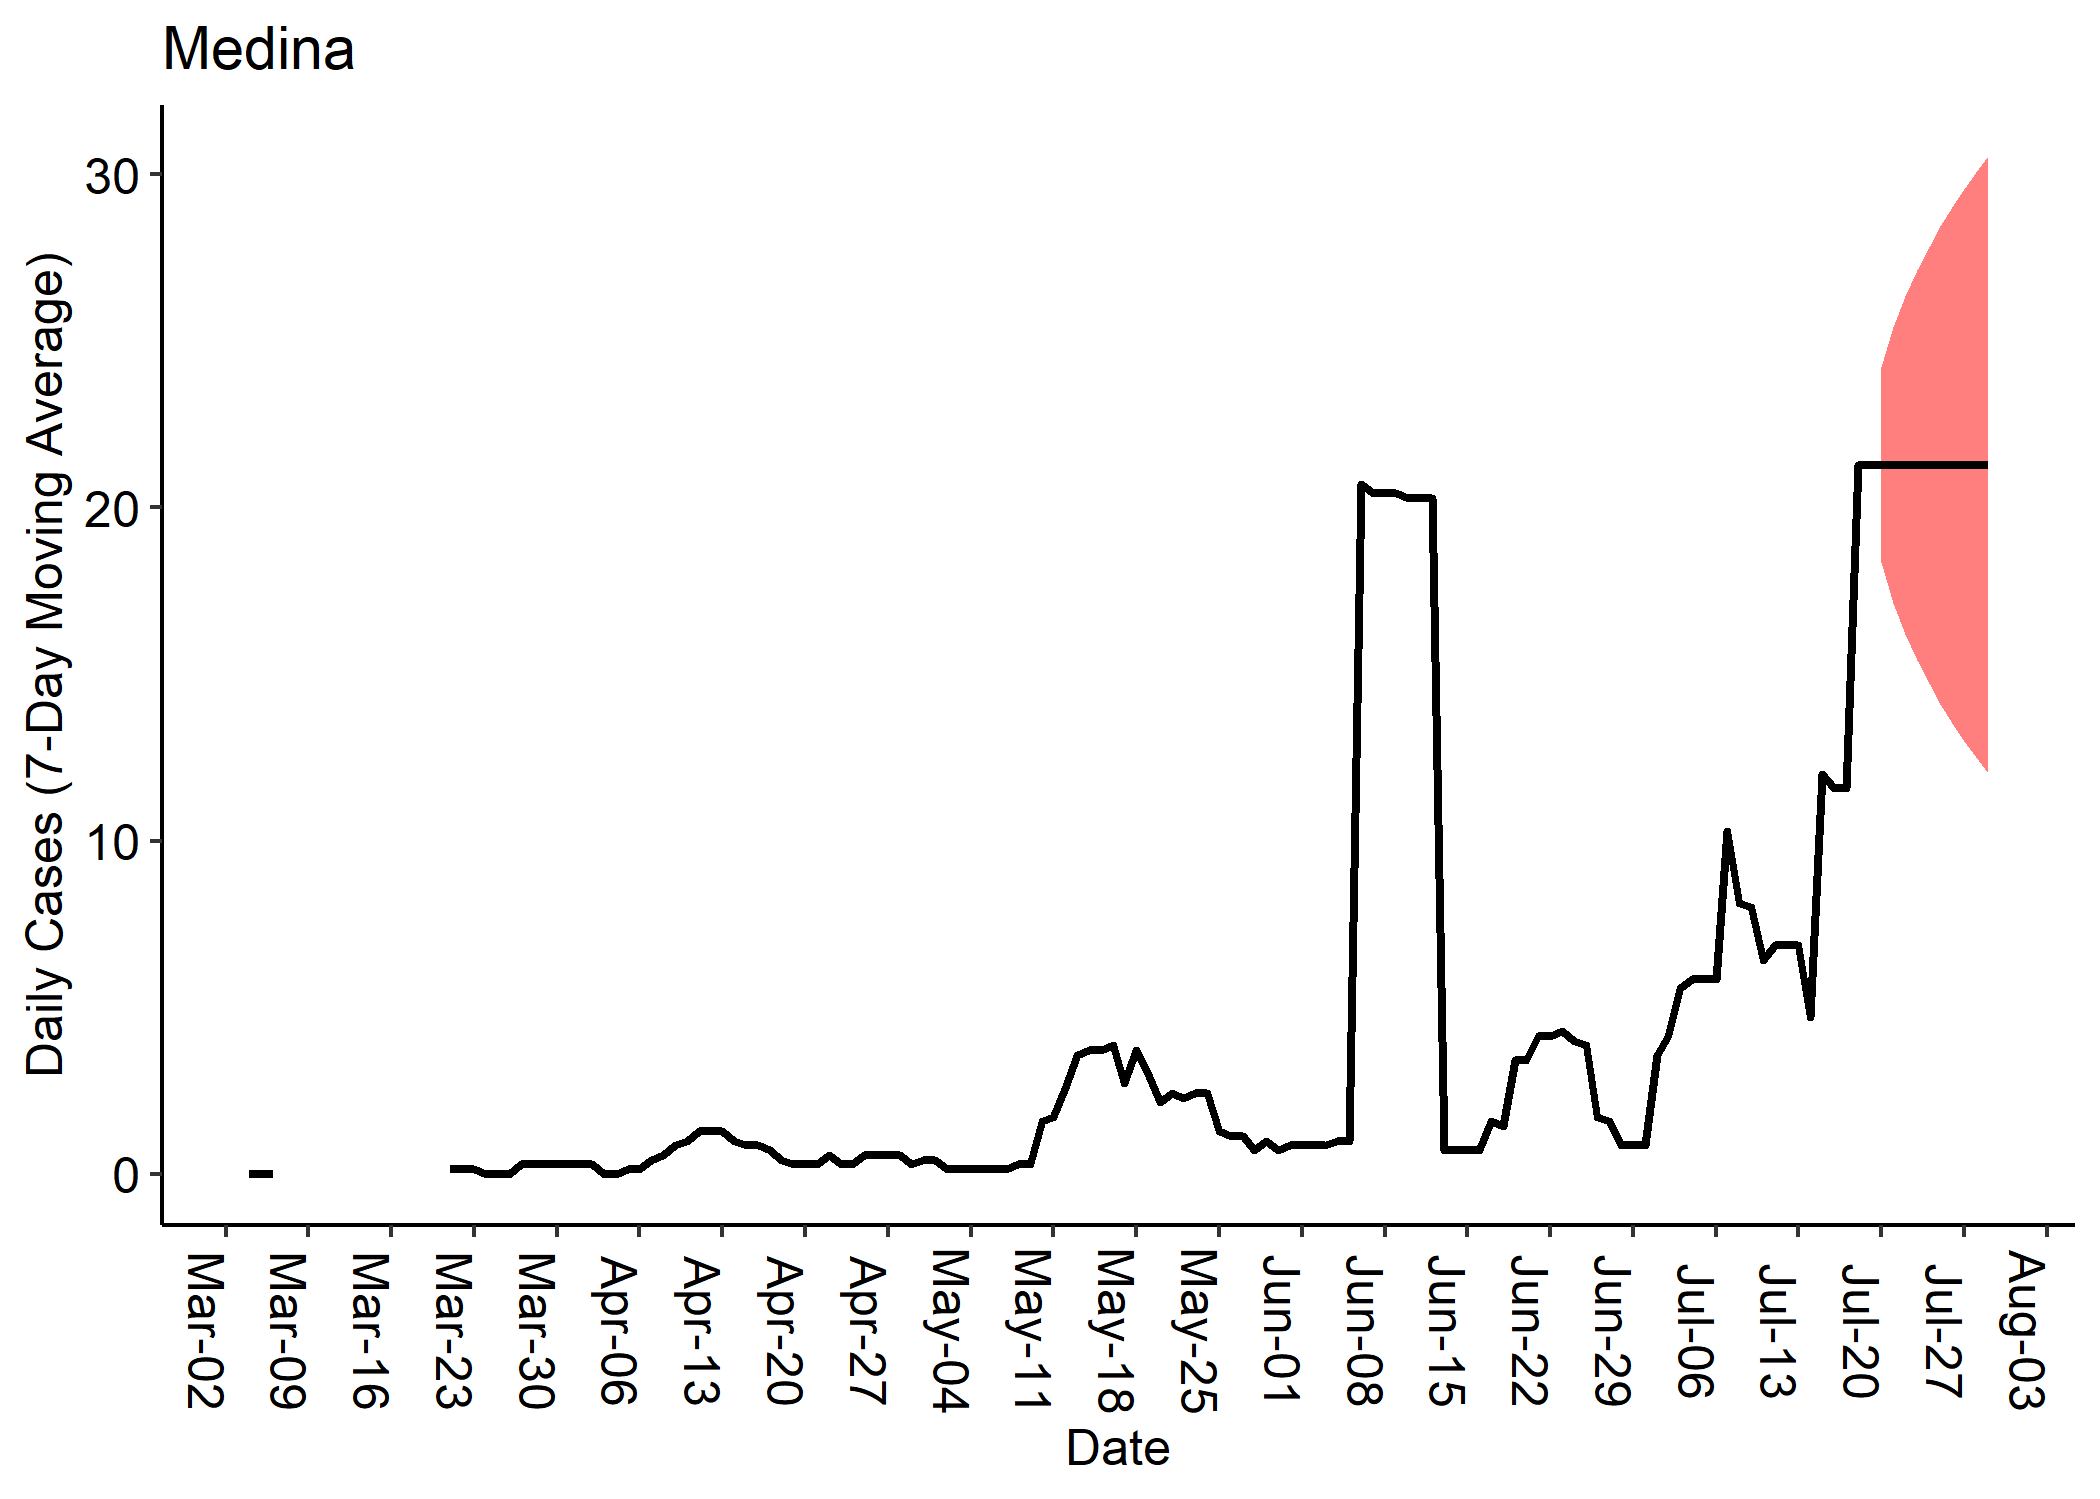 Medina
Daily Cases (7-Day Moving Average)
30
20
10
0
Mar-02
Mar-09
Mar-16
Mar-23
Mar-30
Apr-06
Apr-13
Apr-20
Apr-27
May-04
May-11
May-18
May-25
Jun-01
Jun-08
Jun-15
Jun-22
Jun-29
Jul-06
Jul-13
Jul-20
Jul-27
Aug-03
Date